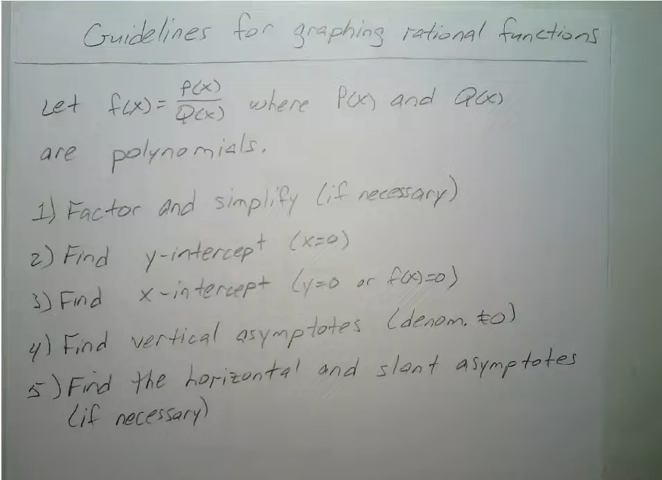 Guidelines for graphing rational functions
Let f(x) = P(x)/Q(x) where P(x) and Q(x)
are polynomials.
1) Factor and simplify (if necessary)
2) Find y-intercept (x=0)
3) Find x-intercept (y=0 or f(x)=0)
4) Find vertical asymptotes (denom. ≠0)
5) Find the horizontal and slant asymptotes
(if necessary)